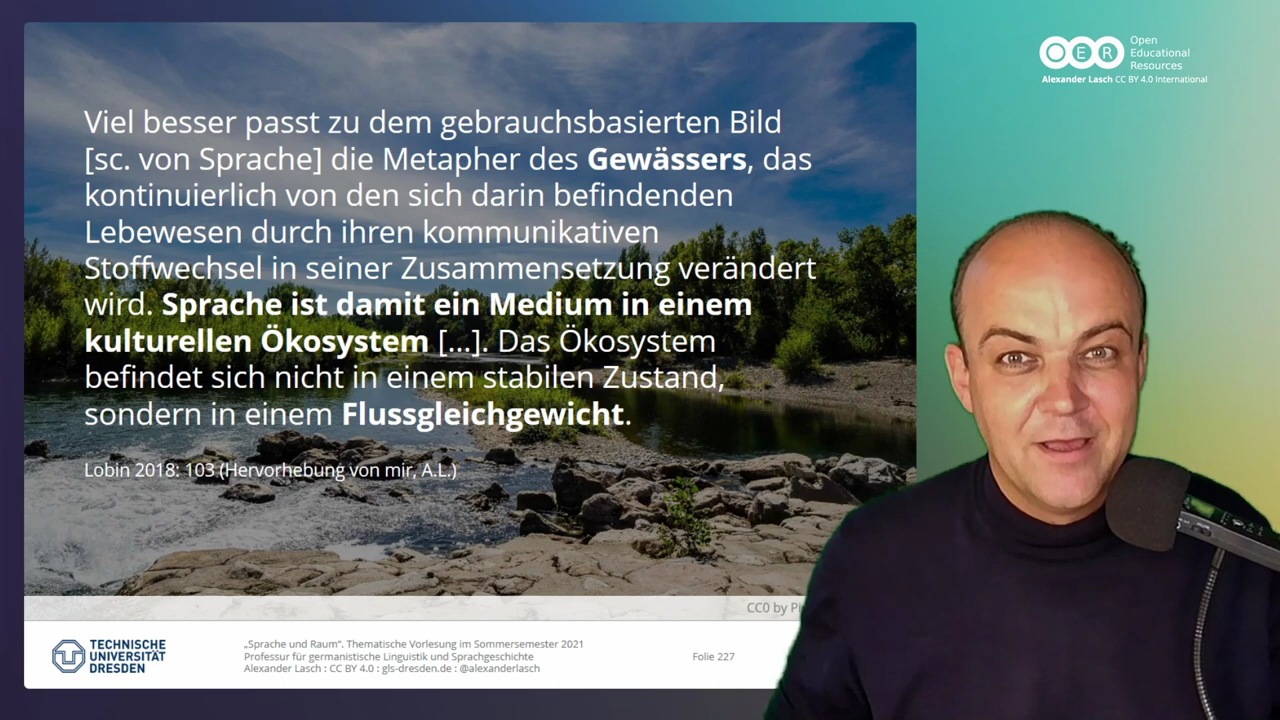 Viel besser passt zu dem gebrauchsbasierten Bild
[sc. von Sprache] die Metapher des Gewässers, das
kontinuierlich von den sich darin befindenden
Lebewesen durch ihren kommunikativen
Stoffwechsel in seiner Zusammensetzung verändert
wird. Sprache ist damit ein Medium in einem
kulturellen Ökosystem [...]. Das Ökosystem
befindet sich nicht in einem stabilen Zustand,
sondern in einem Flussgleichgewicht.
Lobin 2018: 103 (Hervorhebung von mir, A.L.)
CC0 by
TECHNISCHE
UNIVERSITÄT
DRESDEN
„Sprache und Raum“. Thematische Vorlesung im Sommersemester 2021
Professur für germanistische Linguistik und Sprachgeschichte
Alexander Lasch : CC BY 4.0 : gls-dresden.de : @alexanderlasch
Folie 227
OER
Open
Educational
Resources
Alexander Lasch CC BY 4.0 International